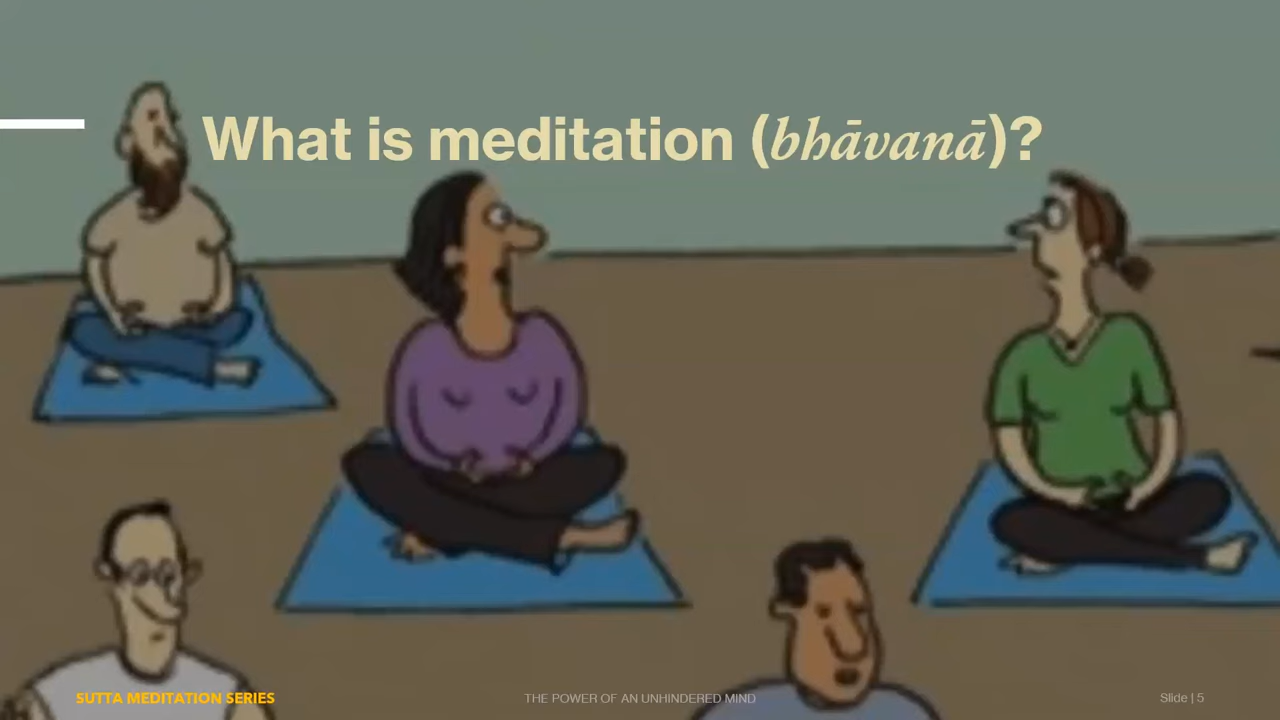 What is meditation (bhāvanā)?
SUTTA MEDITATION SERIES
THE POWER OF AN UNHINDERED MIND
Slide | 5